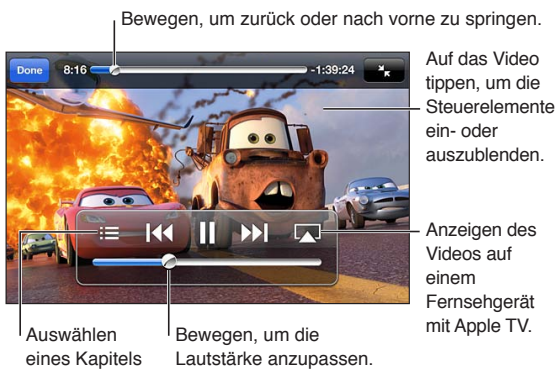 Bewegen, um zurück oder nach vorne zu springen.
Done
8:16
-1:39:24
Auf das Video
tippen, um die
Steuerelemente
ein- oder
auszublenden.
Anzeigen des
Videos auf
einem
Fernsehgerät
mit Apple TV.
Auswählen
eines Kapitels
Bewegen, um die
Lautstärke anzupassen.